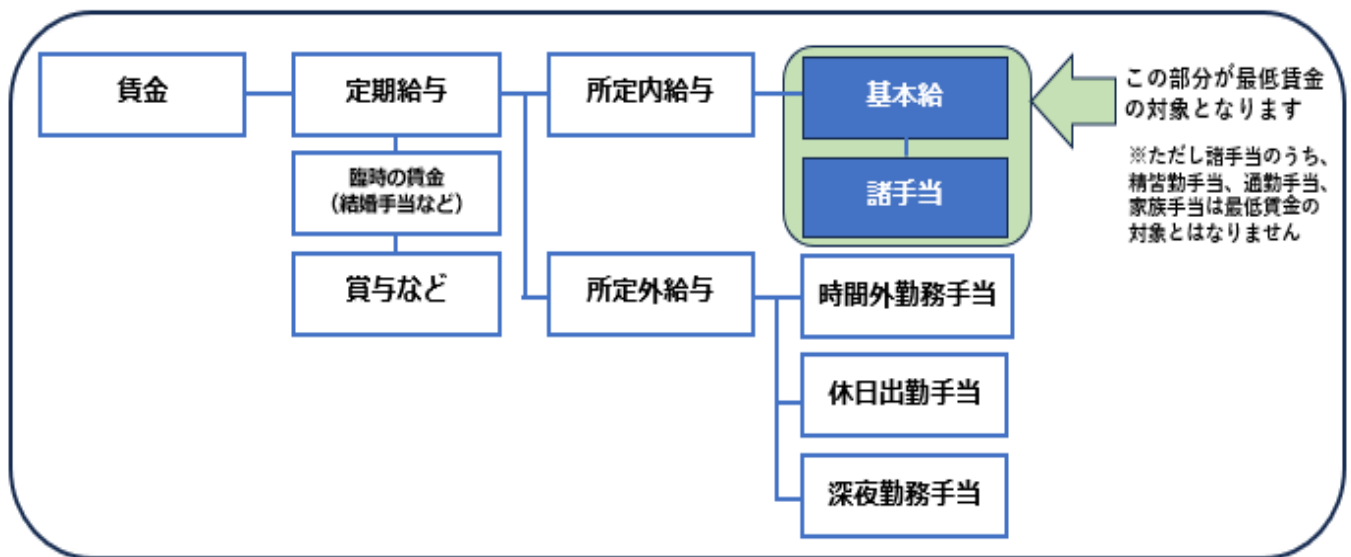 賃金
定期給与
所定内給与
基本給
この部分が最低賃金
の対象となります
臨時の賃金
（結婚手当など）
諸手当
※ただし諸手当のうち、
精皆勤手当、通勤手当、
家族手当は最低賃金の
対象とはなりません
賞与など
所定外給与
時間外勤務手当
休日出勤手当
深夜勤務手当